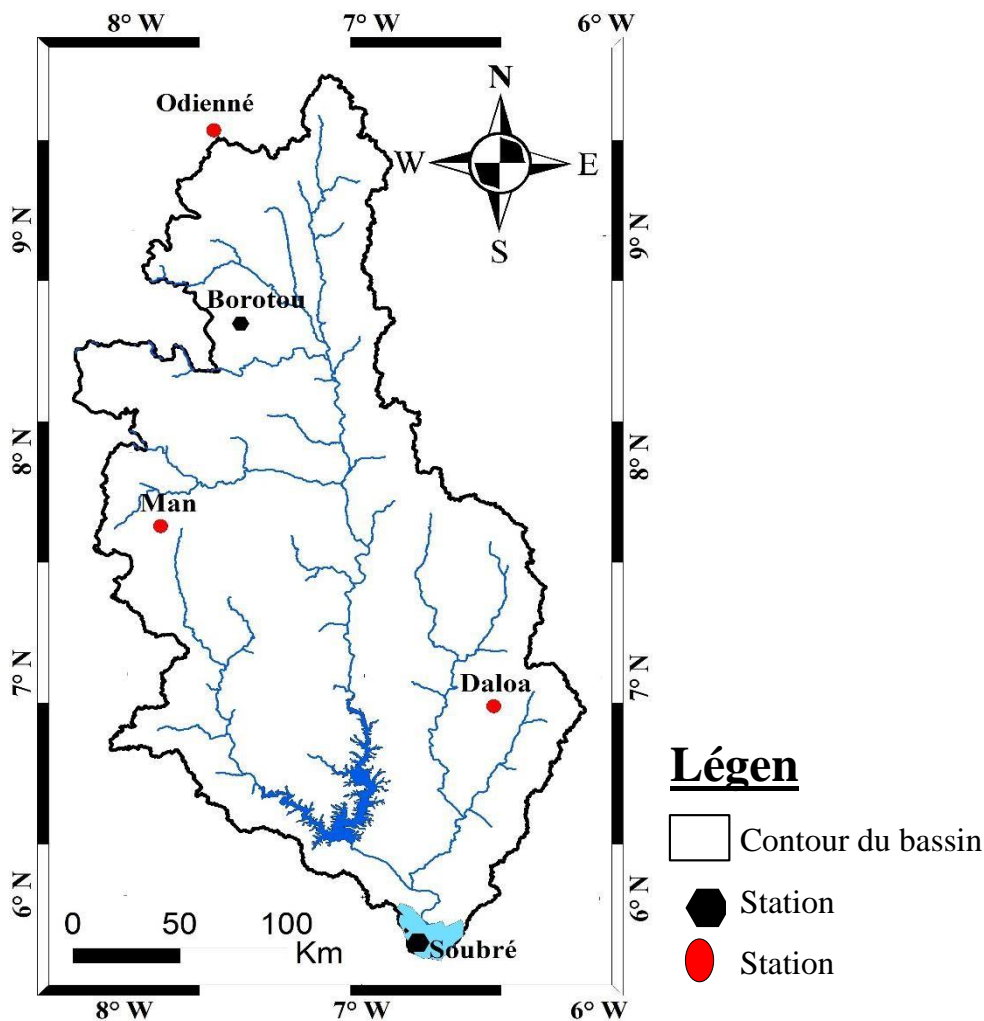 8° W 7° W 6° W
N
Odienné
W E
S
9° N 9° N
Borotou
8° N 8° N
Man
7° N 7° N
Daloa
Légen
Contour du bassin
6° N 6° N
Station
0 50 100
Km
Soubré
Station
8° W 7° W 6° W